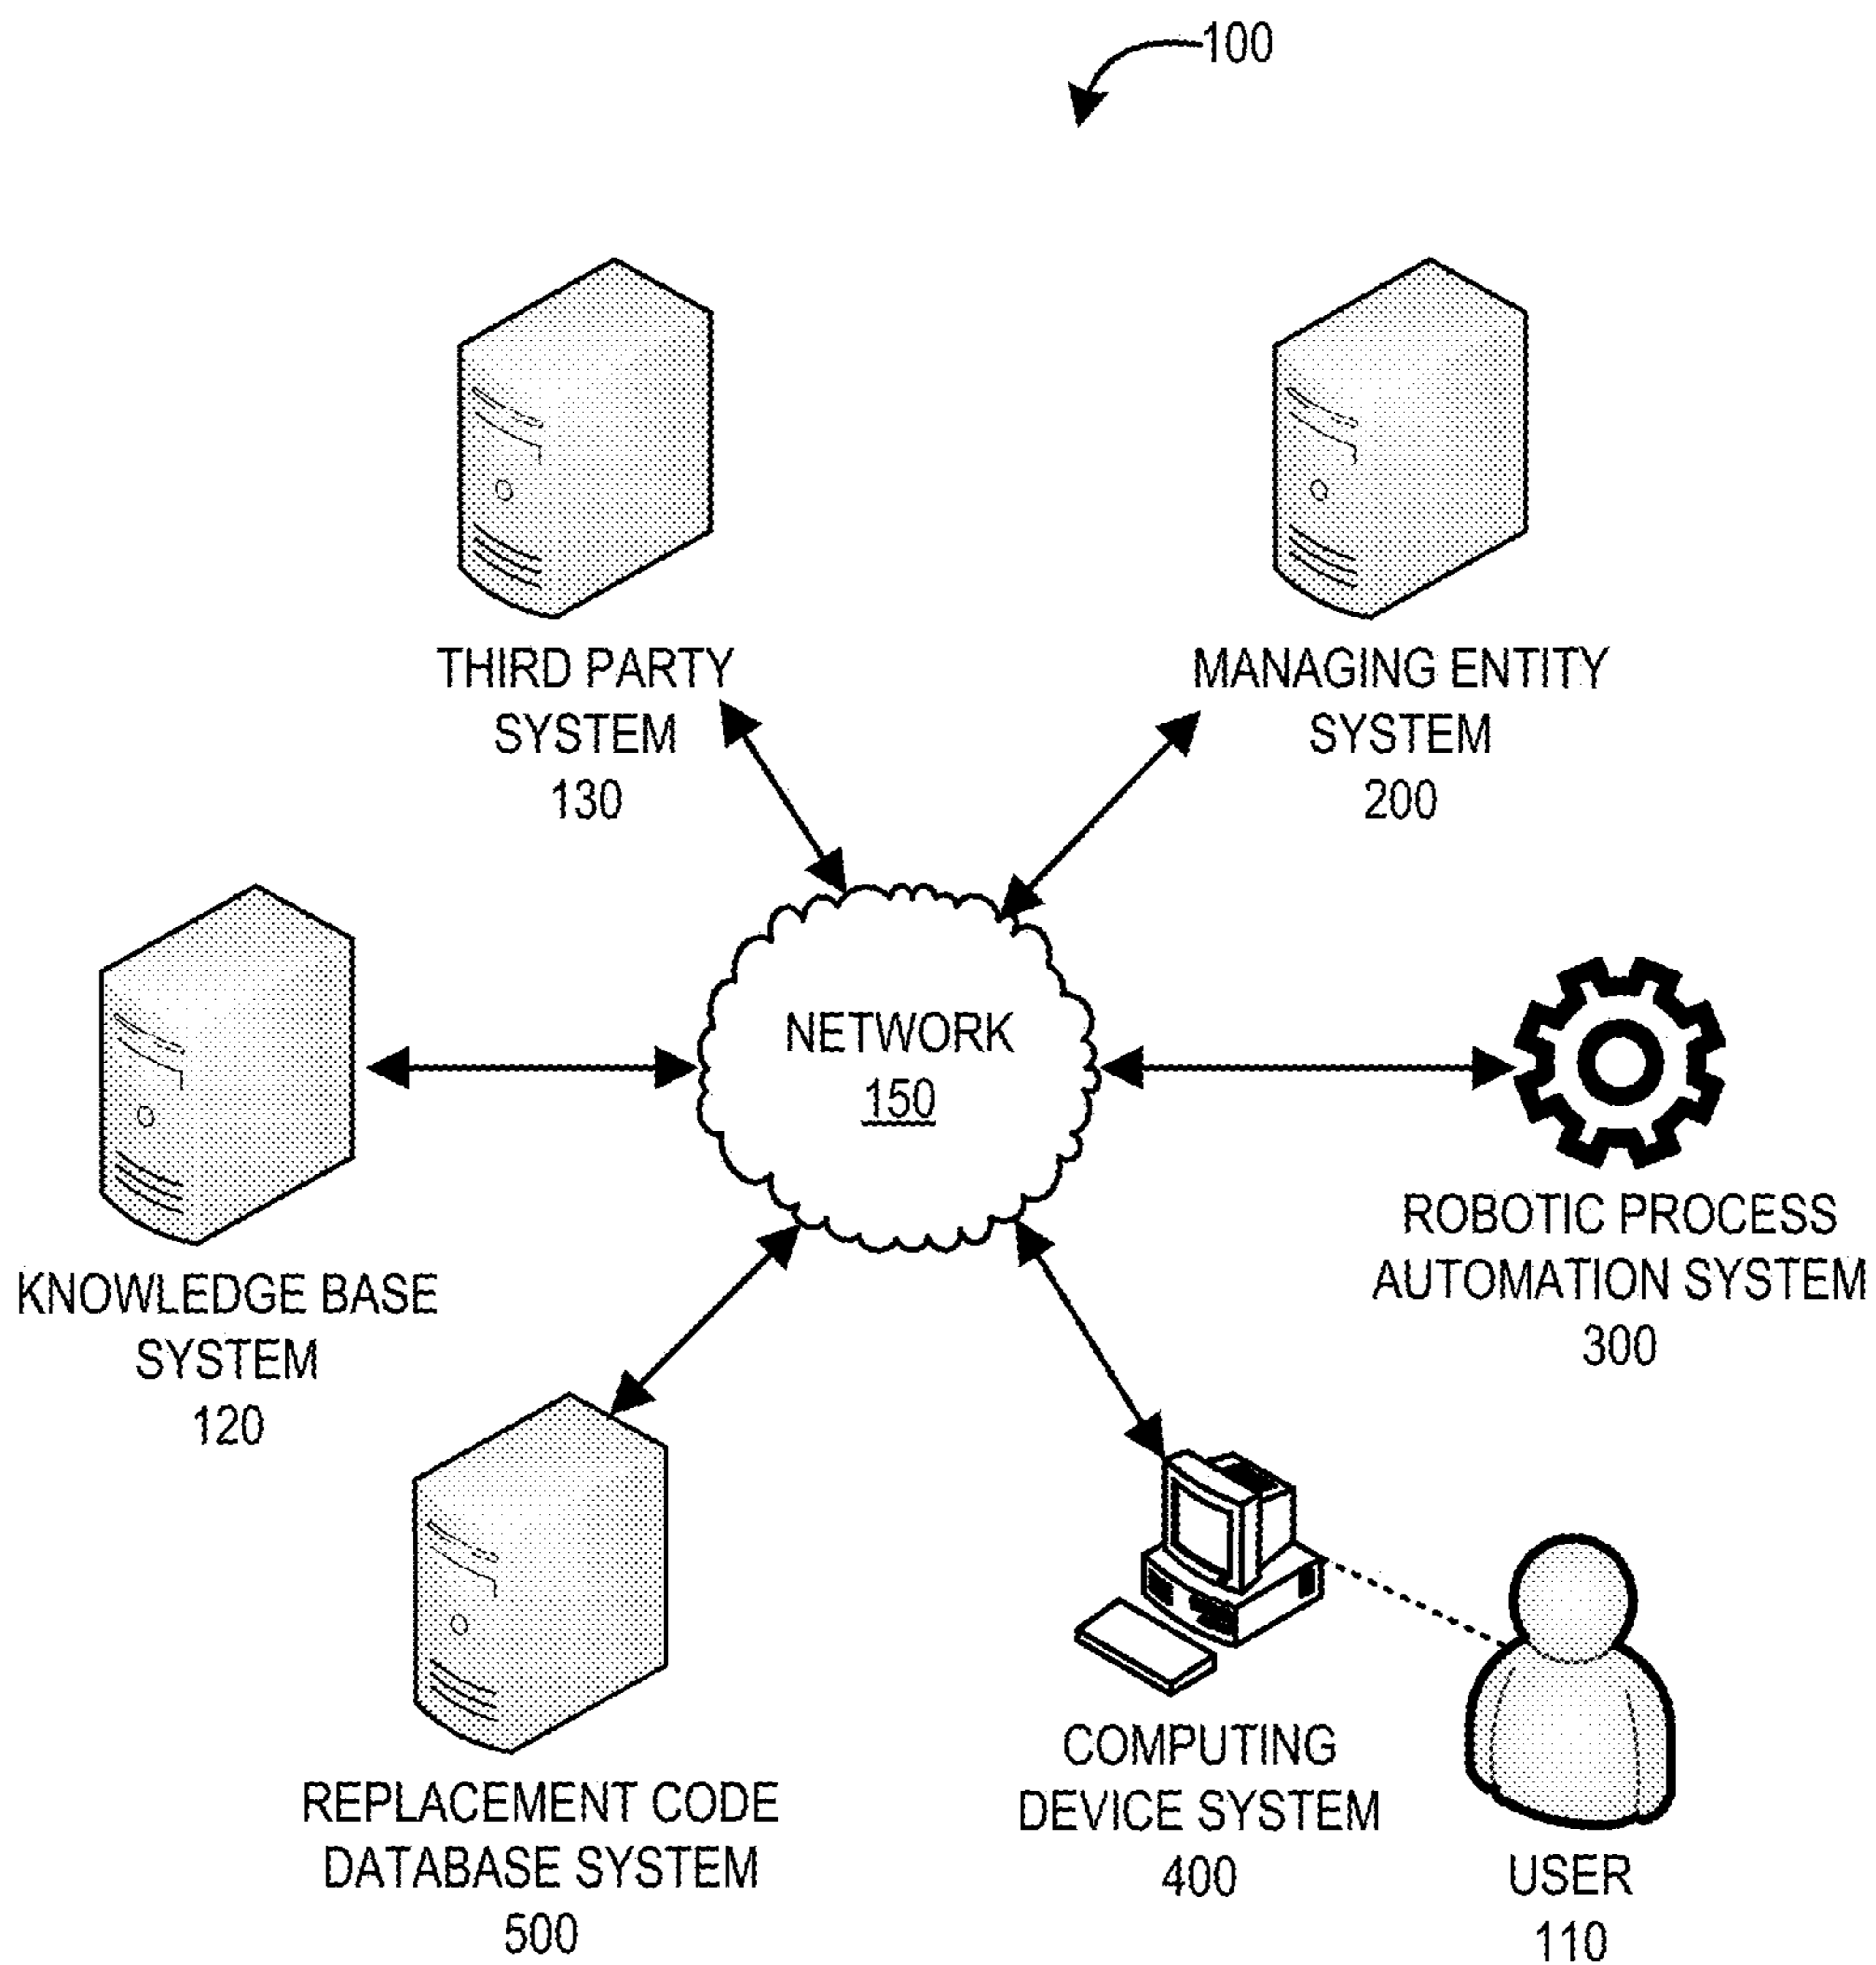 100
THIRD PARTY
SYSTEM
130
MANAGING ENTITY
SYSTEM
200
NETWORK
150
KNOWLEDGE BASE
SYSTEM
120
ROBOTIC PROCESS
AUTOMATION SYSTEM
300
REPLACEMENT CODE
DATABASE SYSTEM
500
COMPUTING
DEVICE SYSTEM
400
USER
110